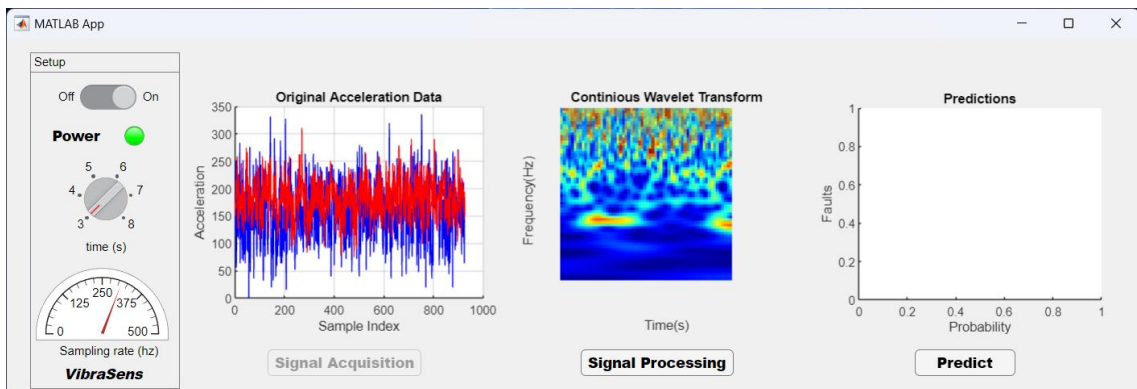 MATLAB App
Setup
Off On
Power
5 6
4 7
3 8
time (s)
250
125 375
0 500
Sampling rate (hz)
VibraSens
Original Acceleration Data
350
300
250
200
150
100
50
0
0 200 400 600 800 1000
Acceleration
Sample Index
Signal Acquisition
Continious Wavelet Transform
Frequency(Hz)
Time(s)
Signal Processing
Predictions
1
0.8
0.6
0.4
0.2
0
0 0.2 0.4 0.6 0.8 1
Faults
Probability
Predict